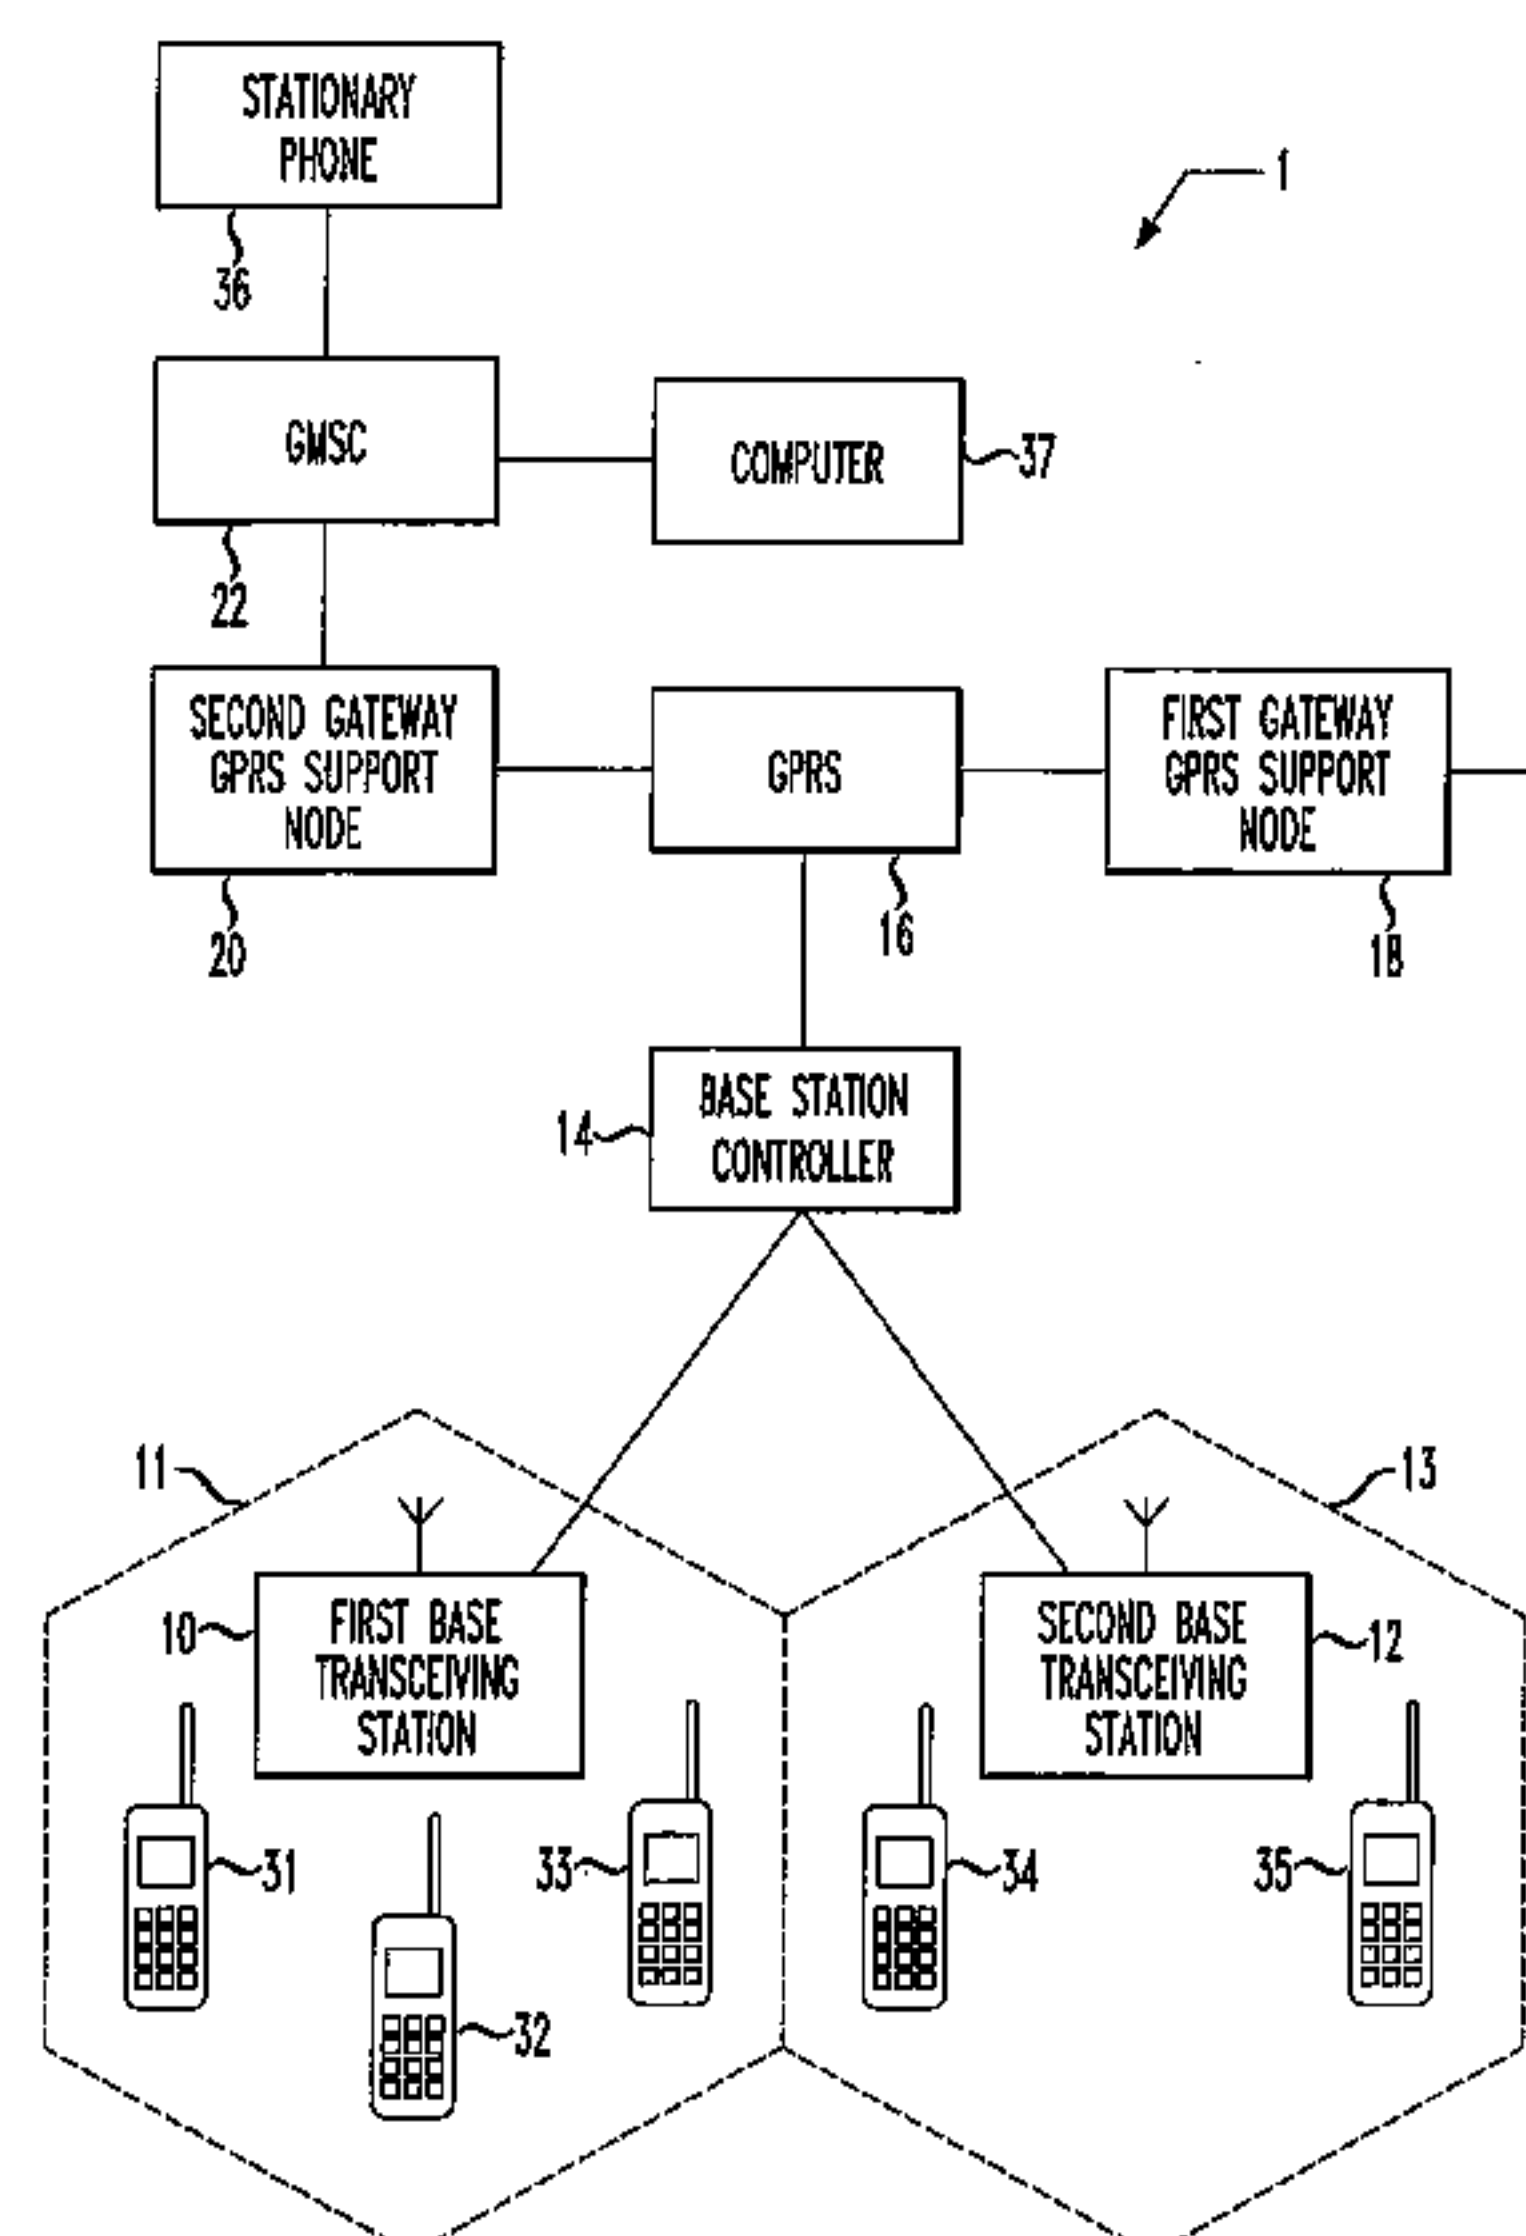 STATIONARY
PHONE
1
36
GMSC
COMPUTER
37
22
SECOND GATEWAY
GPRS SUPPORT
NODE
GPRS
FIRST GATEWAY
GPRS SUPPORT
NODE
20
16
18
14
BASE STATION
CONTROLLER
11
13
10
FIRST BASE
TRANSCEIVING
STATION
SECOND BASE
TRANSCEIVING
STATION
12
31
33
34
35
32